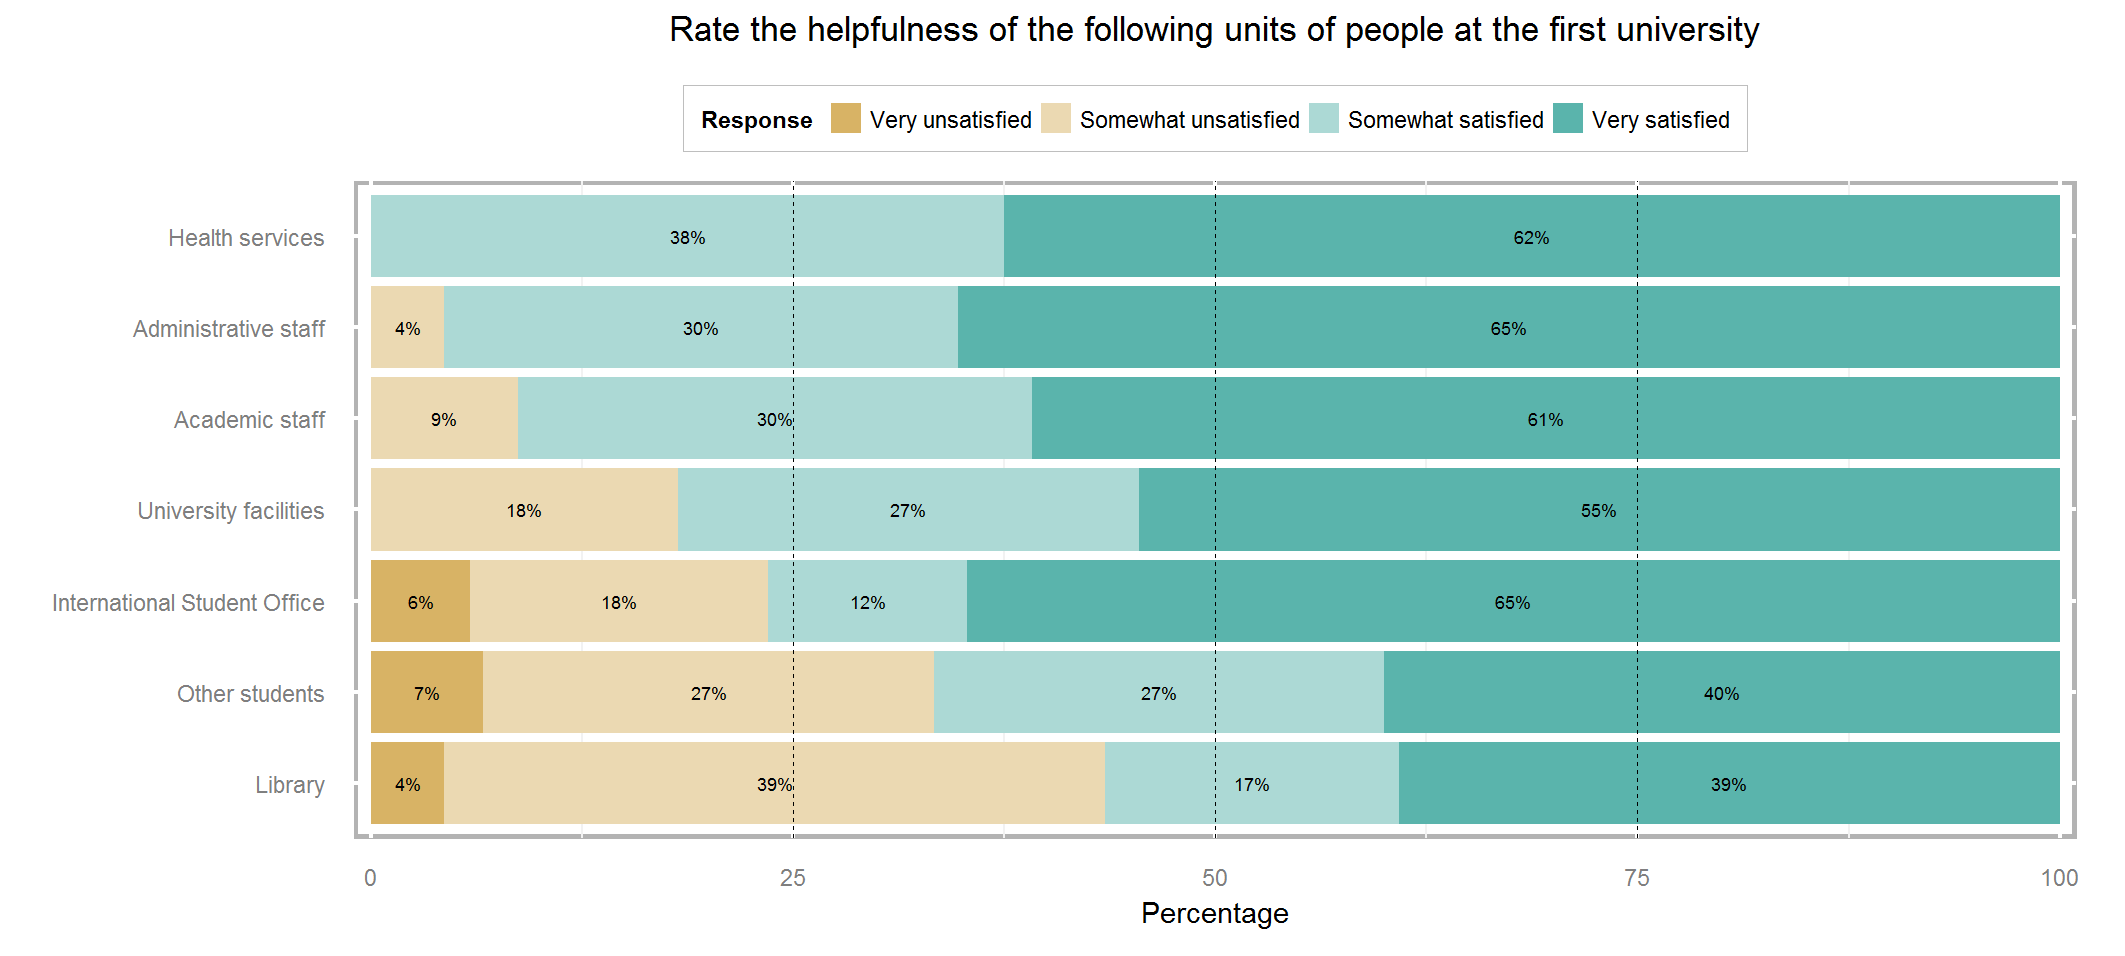 Rate the helpfulness of the following units of people at the first university
Response Very unsatisfied Somewhat unsatisfied Somewhat satisfied Very satisfied
Health services 38% 62%
Administrative staff 4% 30% 65%
Academic staff 9% 30% 61%
University facilities 18% 27% 55%
International Student Office 6% 18% 12% 65%
Other students 7% 27% 27% 40%
Library 4% 39% 17% 39%
0 25 50 75 100
Percentage